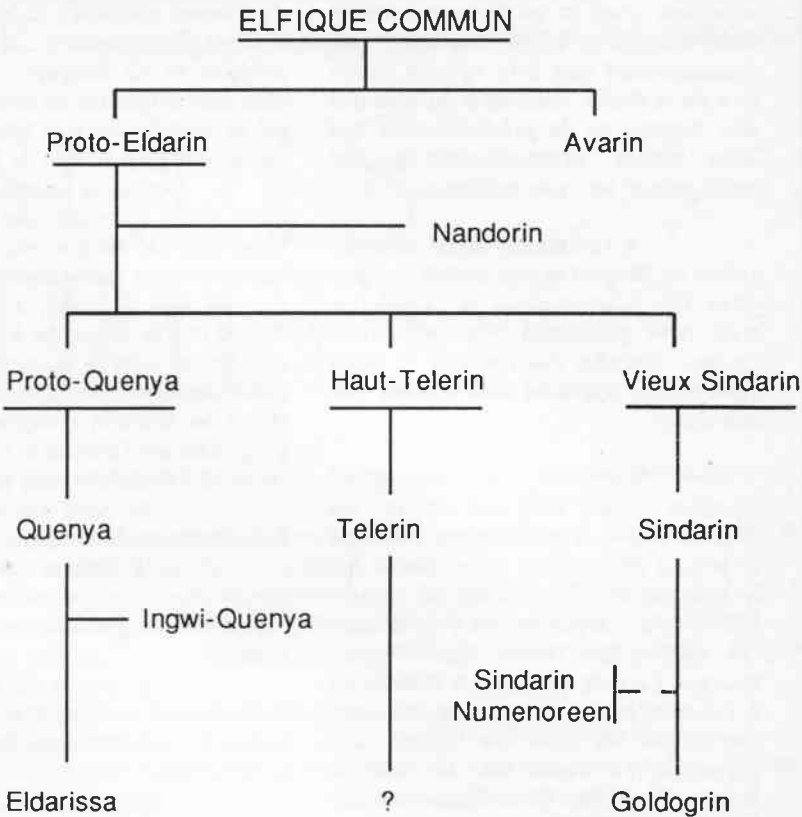 ELFIQUE COMMUN
Proto-Eldarin
Avarin
Nandorin
Proto-Quenya
Haut-Telerin
Vieux Sindarin
Quenya
Telerin
Sindarin
Ingwi-Quenya
Sindarin
Numenoreen
Eldarissa
?
Goldogrin